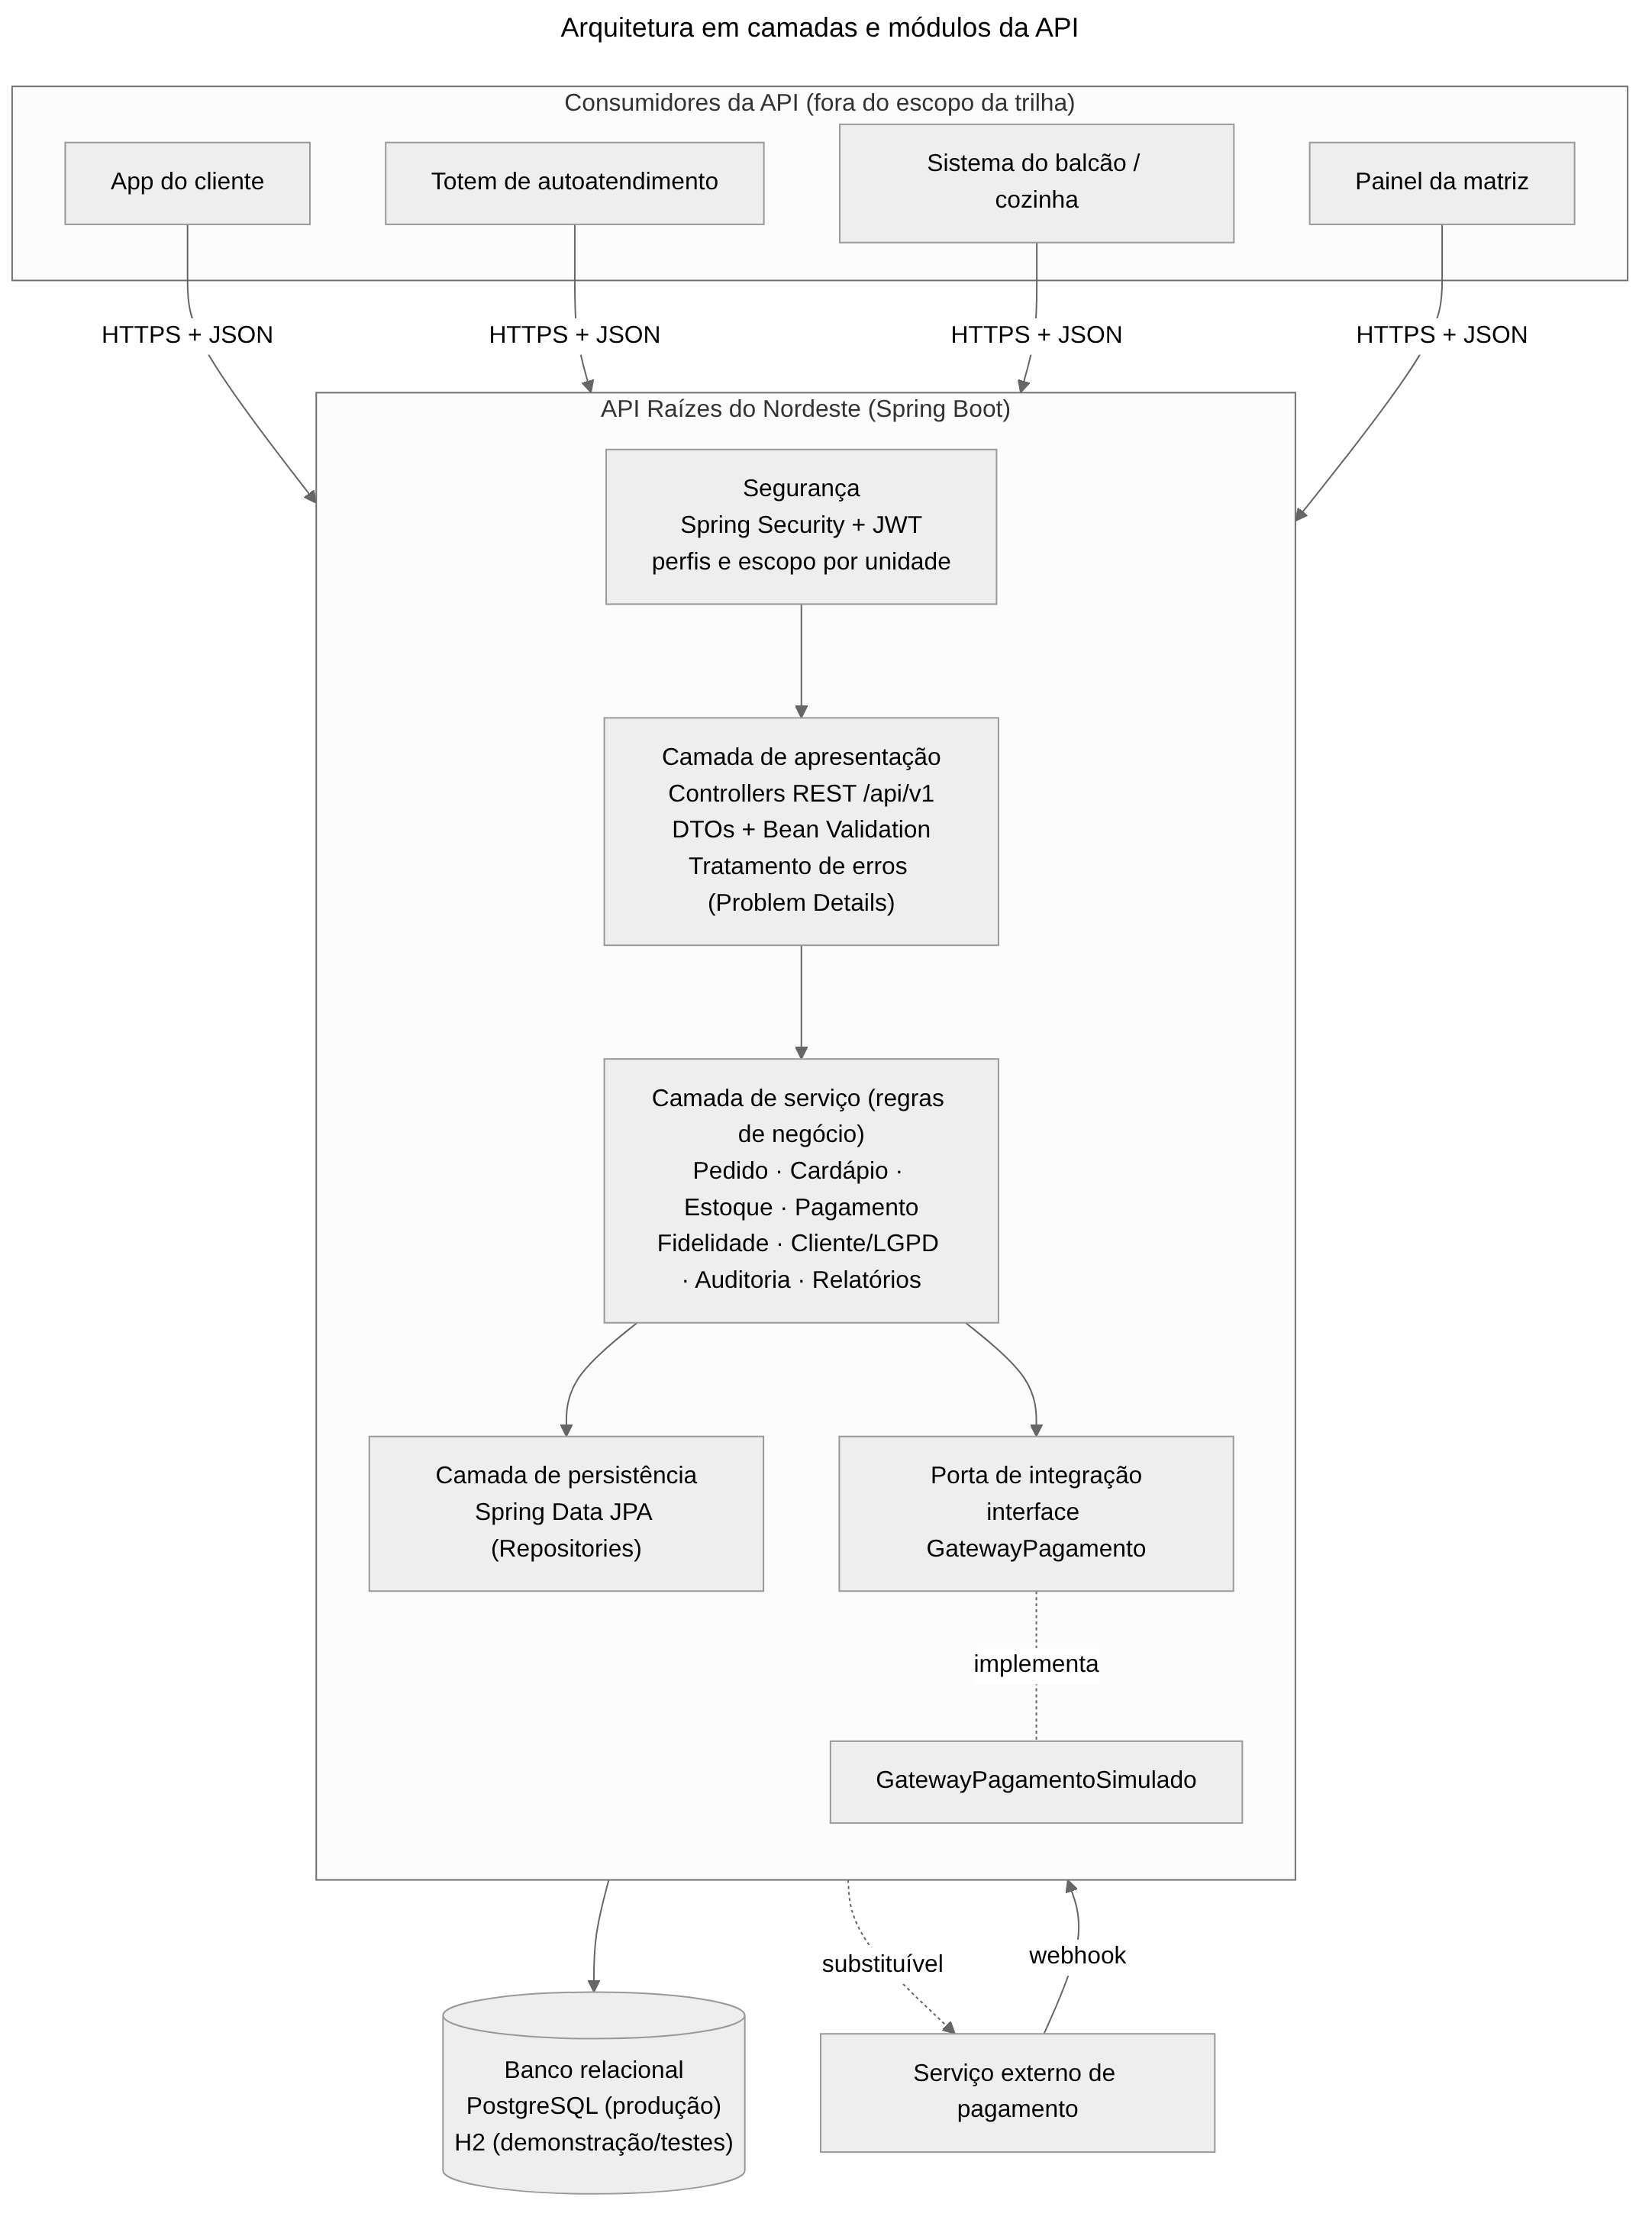 Arquitetura em camadas e módulos da API
Consumidores da API (fora do escopo da trilha)
App do cliente
Totem de autoatendimento
Sistema do balcão /
cozinha
Painel da matriz
HTTPS + JSON
HTTPS + JSON
HTTPS + JSON
HTTPS + JSON
API Raízes do Nordeste (Spring Boot)
Segurança
Spring Security + JWT
perfis e escopo por unidade
Camada de apresentação
Controllers REST /api/v1
DTOs + Bean Validation
Tratamento de erros
(Problem Details)
Camada de serviço (regras
de negócio)
Pedido · Cardápio ·
Estoque · Pagamento
Fidelidade · Cliente/LGPD
· Auditoria · Relatórios
Camada de persistência
Spring Data JPA
(Repositories)
Porta de integração
interface
GatewayPagamento
implementa
GatewayPagamentoSimulado
substituível
webhook
Banco relacional
PostgreSQL (produção)
H2 (demonstração/testes)
Serviço externo de
pagamento